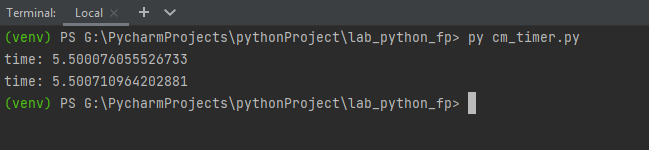 Terminal: Local × + ∨
(venv) PS G:\PycharmProjects\pythonProject\lab_python_fp> py cm_timer.py
time: 5.500076055526733
time: 5.500710964202881
(venv) PS G:\PycharmProjects\pythonProject\lab_python_fp>